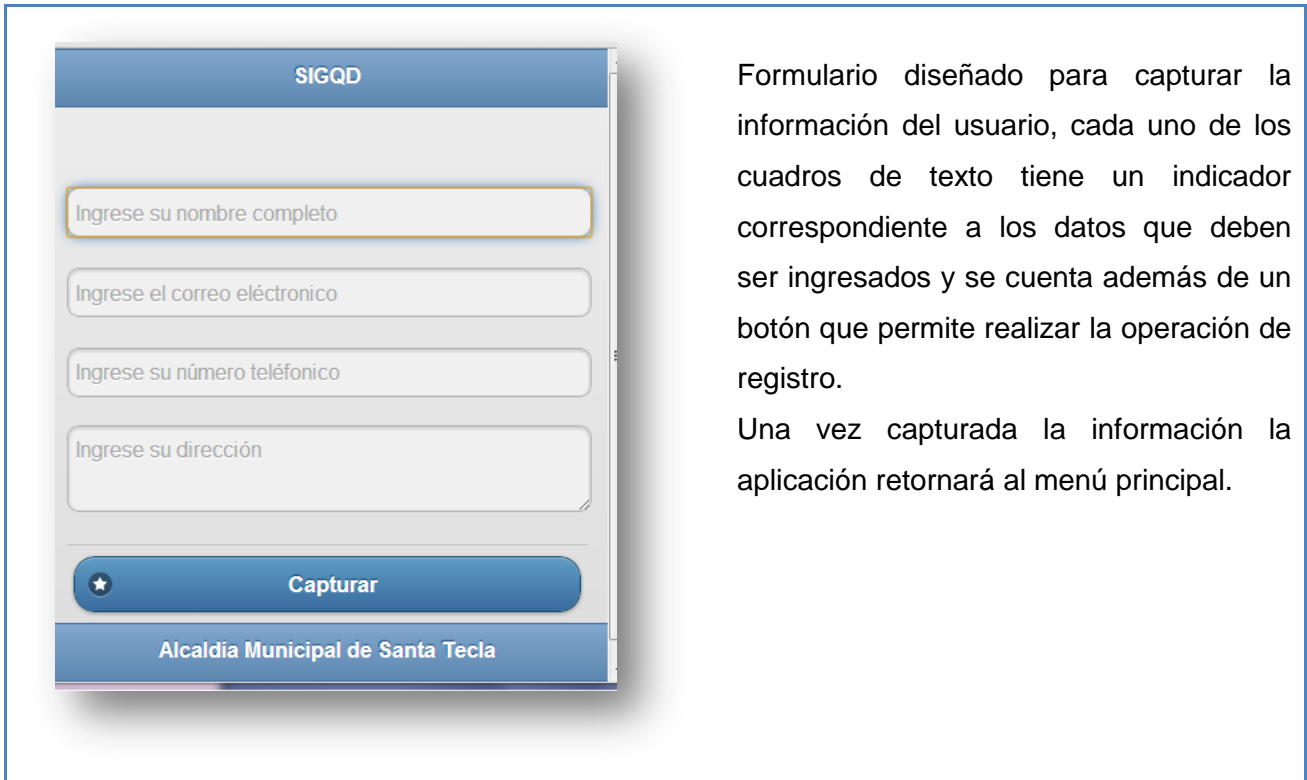 SIGQD
Ingrese su nombre completo
Ingrese el correo eléctronico
Ingrese su número teléfonico
Ingrese su dirección
Capturar
Alcaldía Municipal de Santa Tecla
Formulario diseñado para capturar la
información del usuario, cada uno de los
cuadros de texto tiene un indicador
correspondiente a los datos que deben
ser ingresados y se cuenta además de un
botón que permite realizar la operación de
registro.
Una vez capturada la información la
aplicación retornará al menú principal.